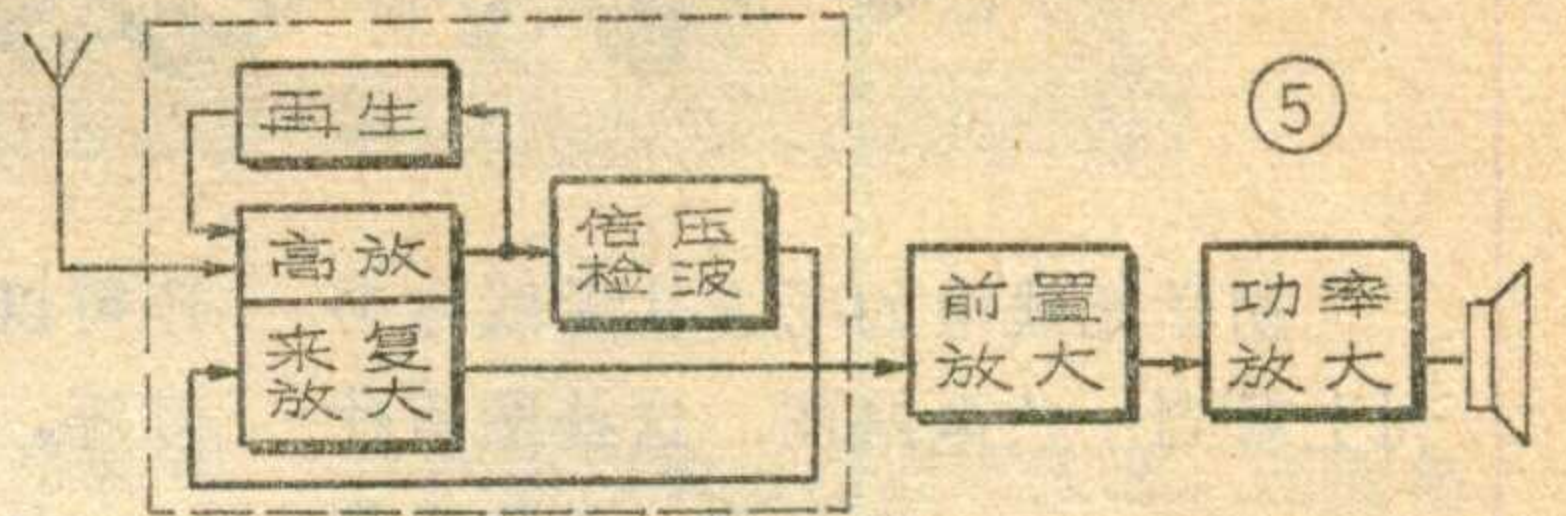 ⑤
再生
高放
来复
放大
倍压
检波
前置
放大
功率
放大